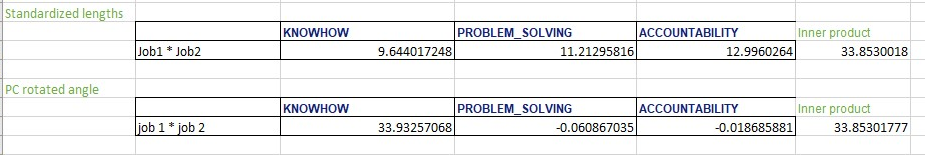 Standardized lengths
KNOWHOW PROBLEM_SOLVING ACCOUNTABILITY Inner product
Job1 * Job2 9.644017248 11.21295816 12.9960264 33.8530018
PC rotated angle
KNOWHOW PROBLEM_SOLVING ACCOUNTABILITY Inner product
job 1 * job 2 33.93257068 -0.060867035 -0.018685881 33.85301777